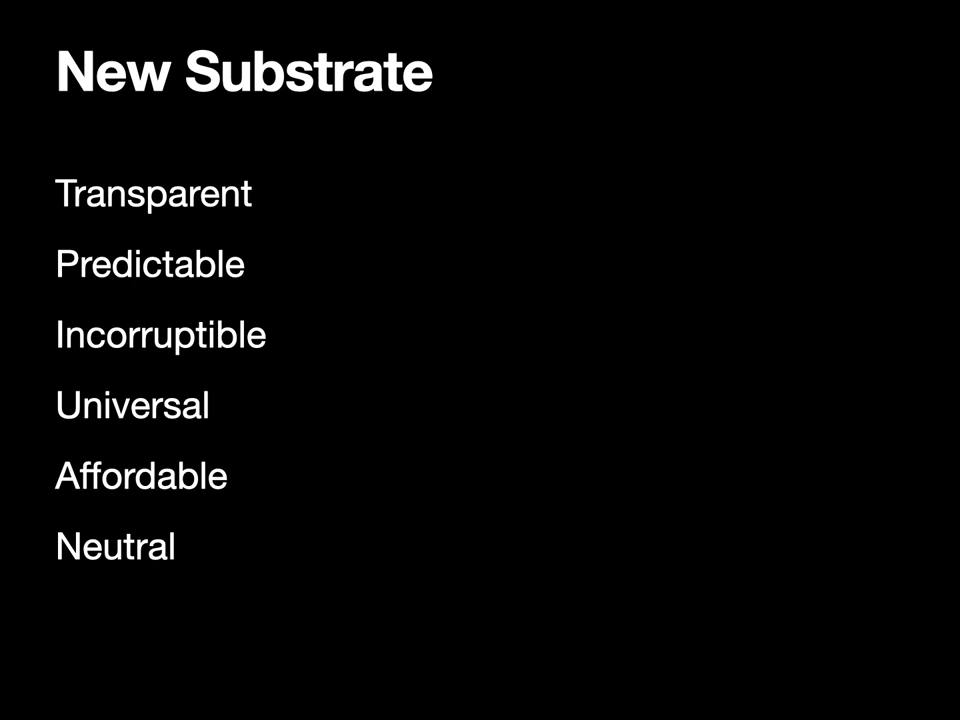 New Substrate
Transparent
Predictable
Incorruptible
Universal
Affordable
Neutral